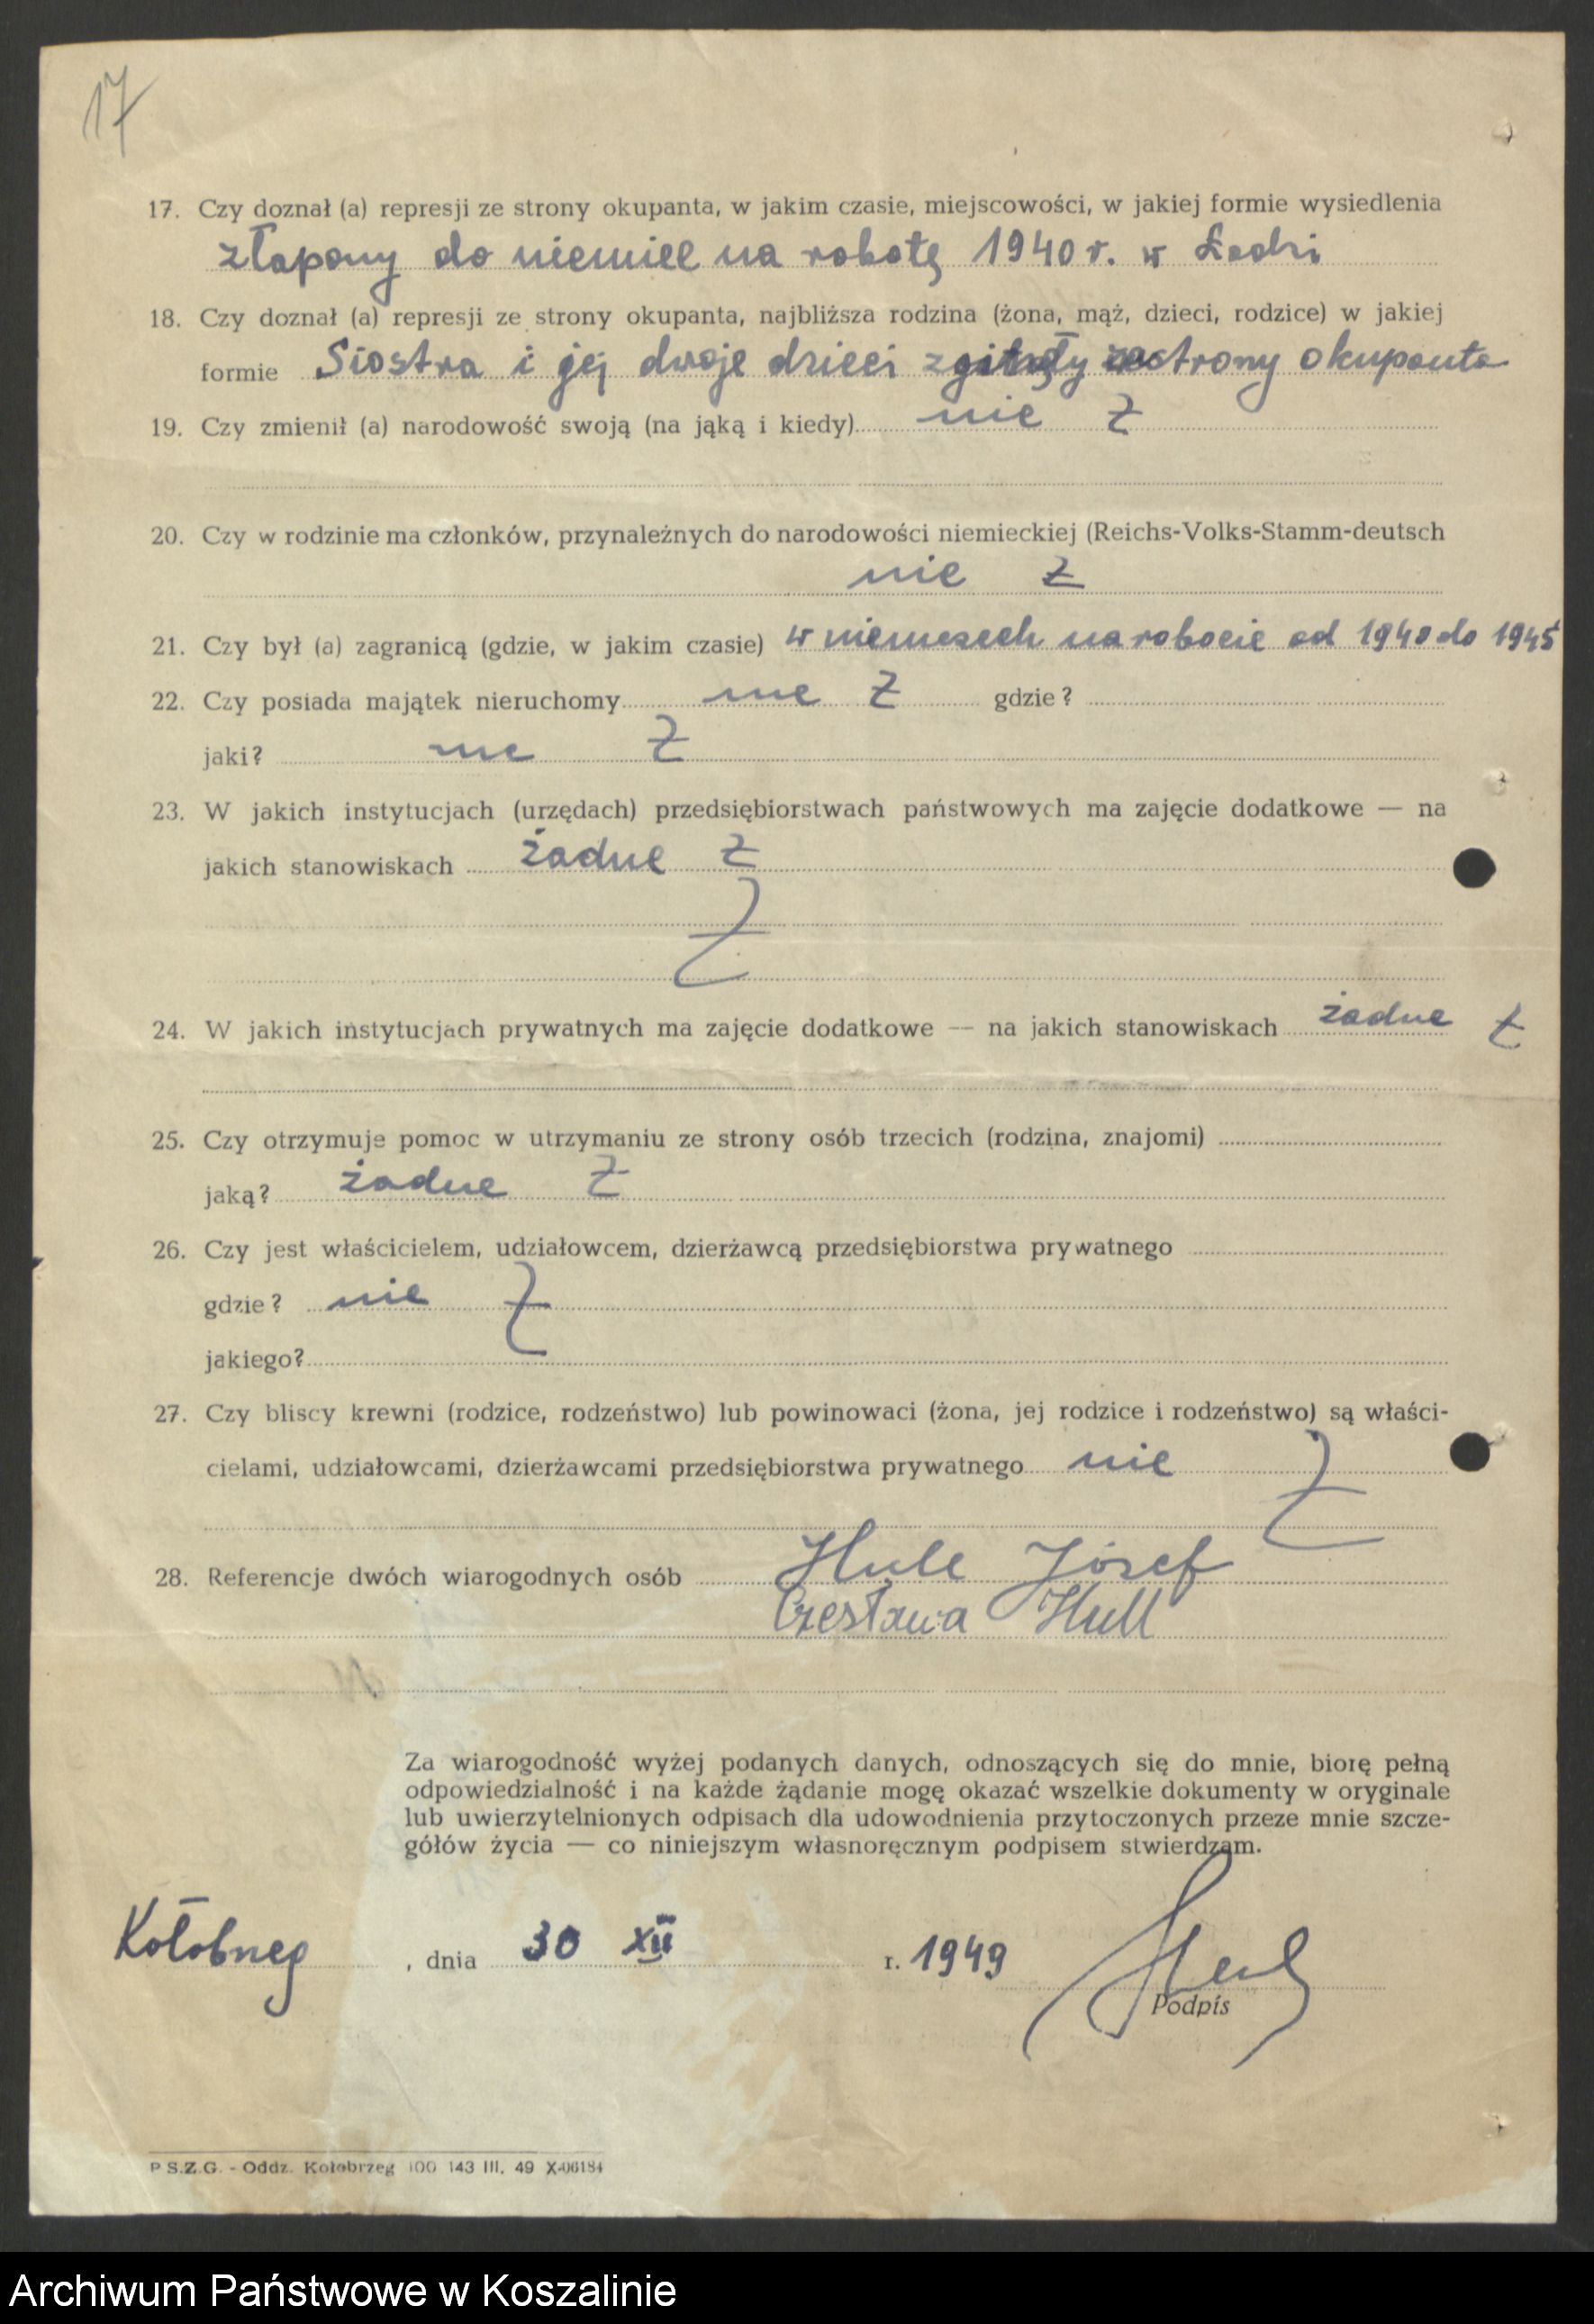 17
17. Czy doznał (a) represji ze strony okupanta, w jakim czasie, miejscowości, w jakiej formie wysiedlenia
złapany do niemiec na robotę 1940 r. w Łodzi
18. Czy doznał (a) represji ze strony okupanta, najbliższa rodzina (żona, mąż, dzieci, rodzice) w jakiej
formie Siostra i jej dwoje dzieci zginęły ze strony okupanta
19. Czy zmienił (a) narodowość swoją (na jąką i kiedy) nie Z
20. Czy w rodzinie ma członków, przynależnych do narodowości niemieckiej (Reichs-Volks-Stamm-deutsch
nie Z
21. Czy był (a) zagranicą (gdzie, w jakim czasie) w niemczech na robocie od 1940 do 1945
22. Czy posiada majątek nieruchomy nie Z gdzie?
jaki? nie Z
23. W jakich instytucjach (urzędach) przedsiębiorstwach państwowych ma zajęcie dodatkowe — na
jakich stanowiskach żadne Z
Z
24. W jakich instytucjach prywatnych ma zajęcie dodatkowe — na jakich stanowiskach żadne Z
25. Czy otrzymuje pomoc w utrzymaniu ze strony osób trzecich (rodzina, znajomi)
jaką? żadne Z
26. Czy jest właścicielem, udziałowcem, dzierżawcą przedsiębiorstwa prywatnego
gdzie? nie Z
jakiego?
27. Czy bliscy krewni (rodzice, rodzeństwo) lub powinowaci (żona, jej rodzice i rodzeństwo) są właści-
cielami, udziałowcami, dzierżawcami przedsiębiorstwa prywatnego nie Z
28. Referencje dwóch wiarogodnych osób Hull Józef
Czesława Hull
Za wiarogodność wyżej podanych danych, odnoszących się do mnie, biorę pełną
odpowiedzialność i na każde żądanie mogę okazać wszelkie dokumenty w oryginale
lub uwierzytelnionych odpisach dla udowodnienia przytoczonych przeze mnie szcze-
gółów życia — co niniejszym własnoręcznym podpisem stwierdzam.
Kołobrzeg, dnia 30 XII r. 1949
Podpis
P.S.Z.G. - Oddz. Kołobrzeg 100 143 III. 49 X-06184
Archiwum Państwowe w Koszalinie